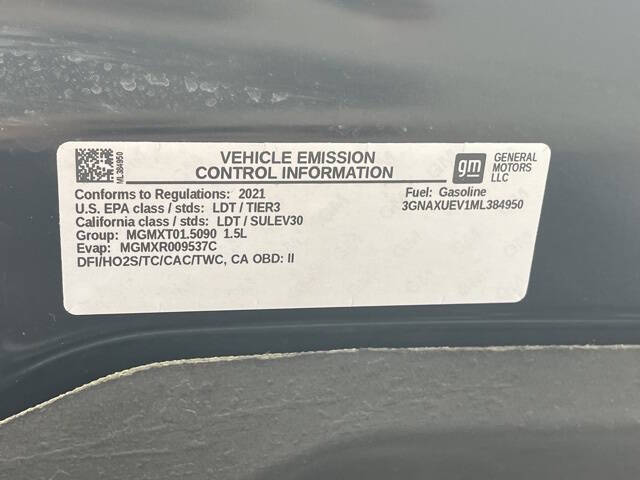 ML384950
VEHICLE EMISSION
CONTROL INFORMATION
gm
GENERAL
MOTORS
LLC
Conforms to Regulations: 2021
Fuel: Gasoline
U.S. EPA class / stds: LDT / TIER3
3GNAXUEV1ML384950
California class / stds: LDT / SULEV30
Group: MGMXT01.5090 1.5L
Evap: MGMXR009537C
DFI/HO2S/TC/CAC/TWC, CA OBD: II